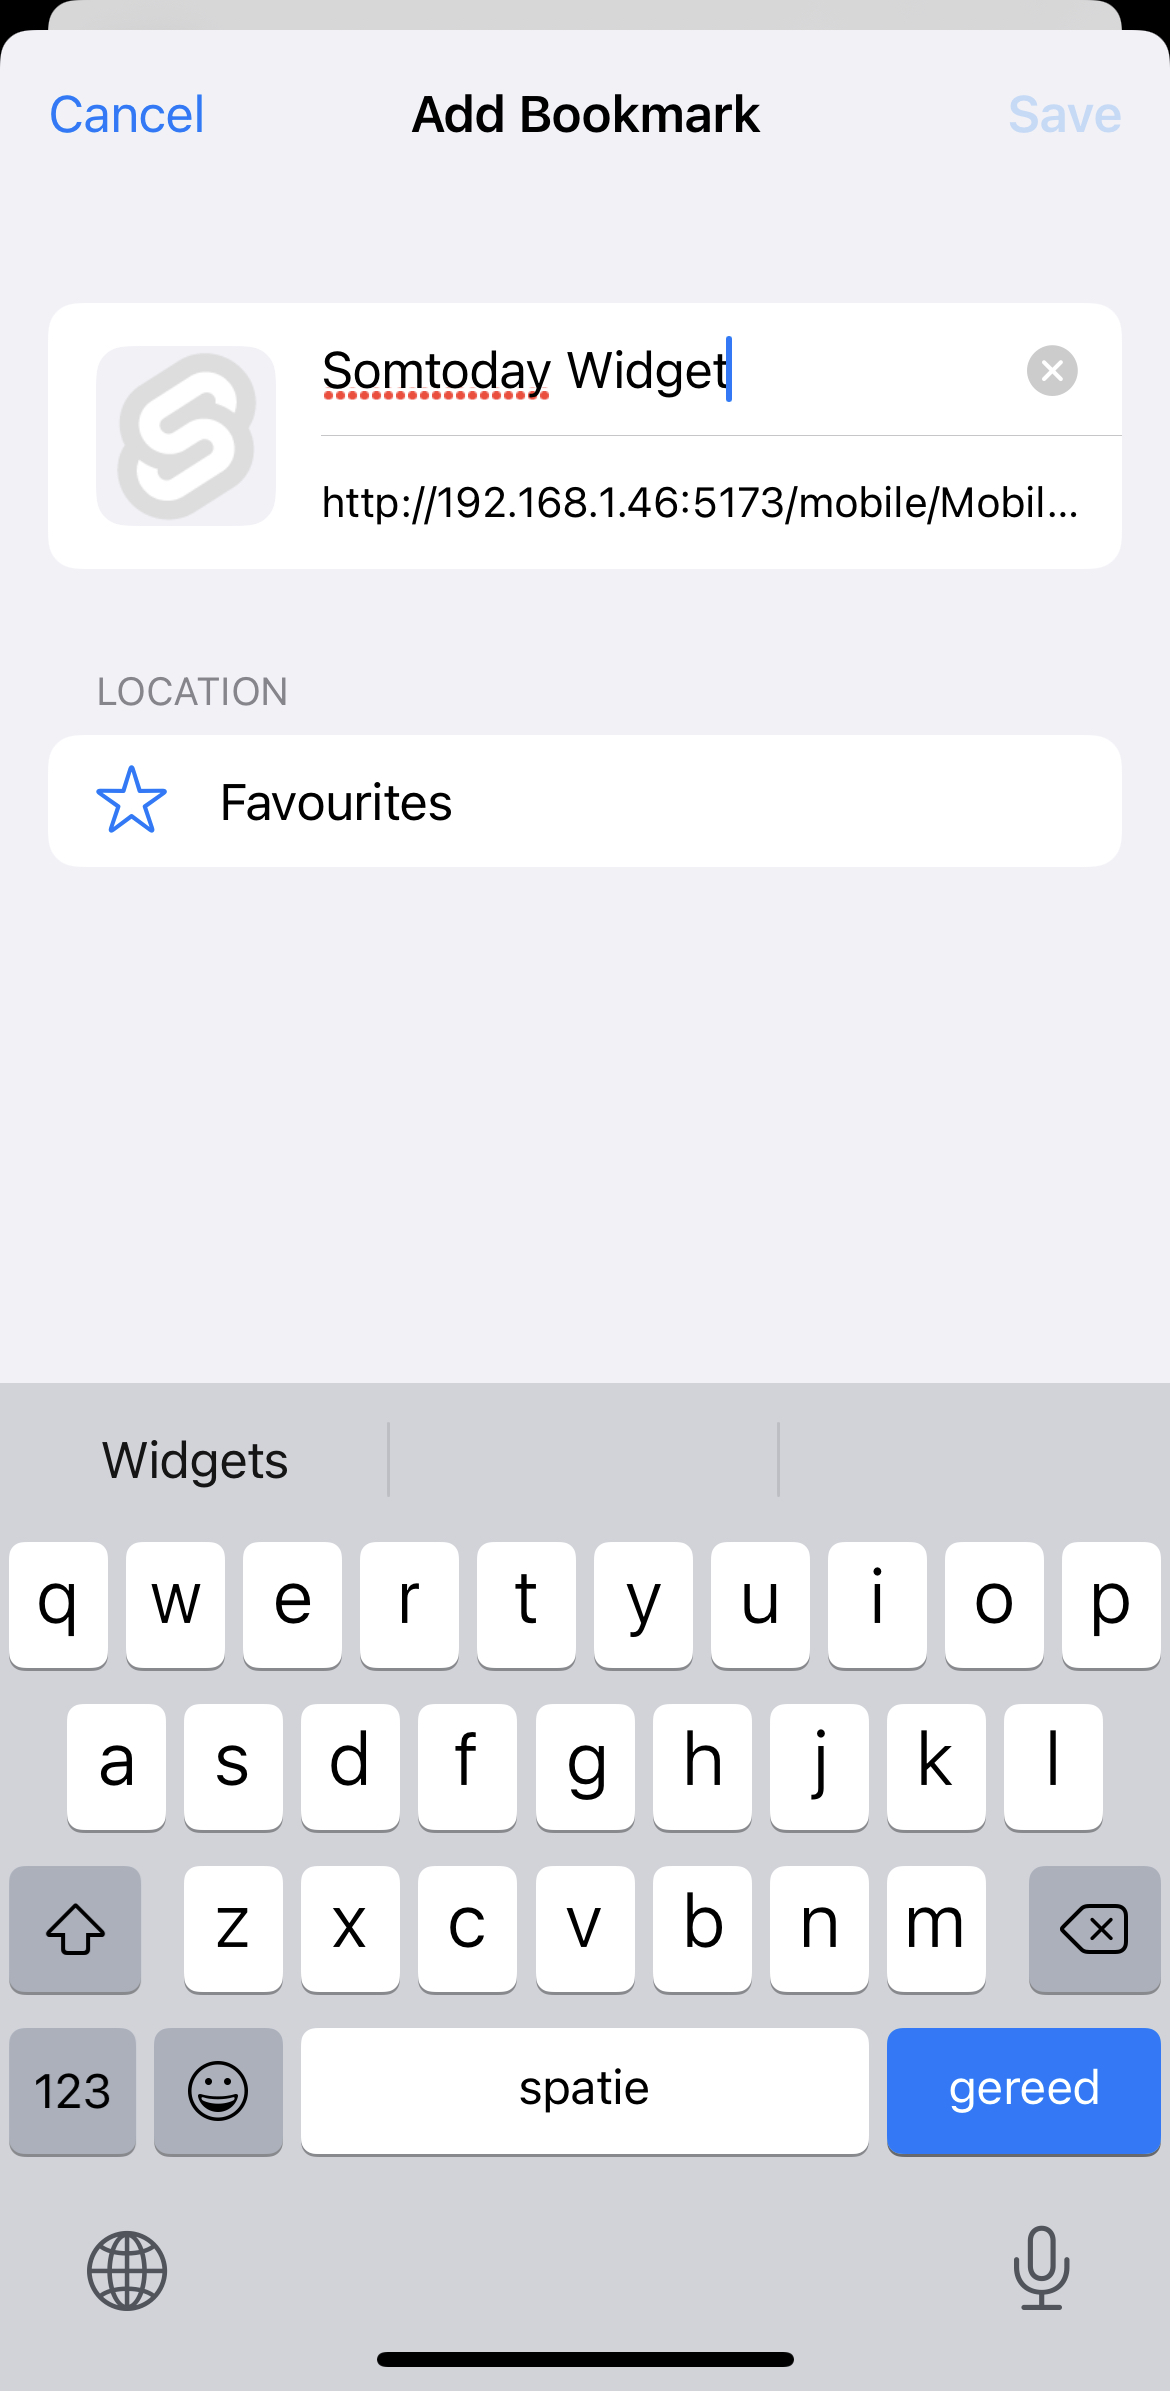 Cancel Add Bookmark Save
Somtoday Widget
http://192.168.1.46:5173/mobile/Mobil...
LOCATION
Favourites
Widgets
q w e r t y u i o p
a s d f g h j k l
z x c v b n m
123 spatie gereed